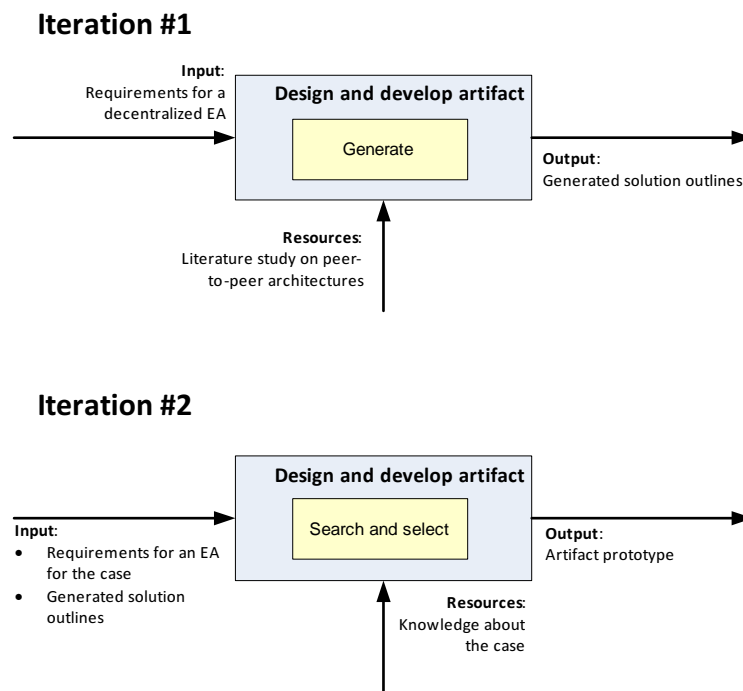 Iteration #1
Input:
Requirements for a
decentralized EA
Design and develop artifact
Generate
Output:
Generated solution outlines
Resources:
Literature study on peer-
to-peer architectures
Iteration #2
Design and develop artifact
Search and select
Input:
• Requirements for an EA
for the case
• Generated solution
outlines
Output:
Artifact prototype
Resources:
Knowledge about
the case